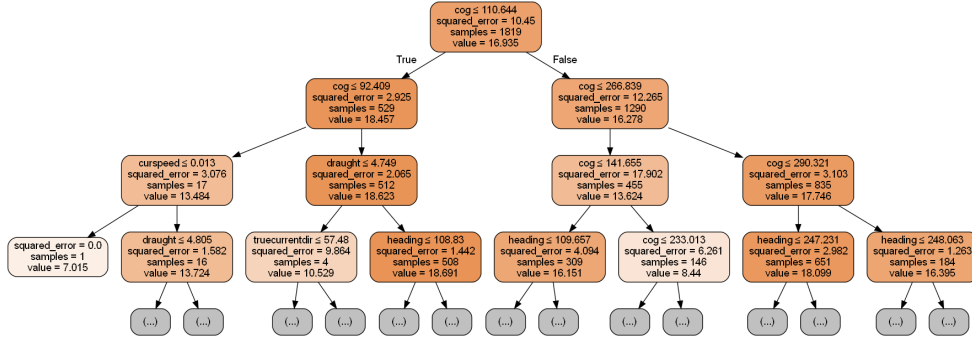 cog ≤ 110.644
squared_error = 10.45
samples = 1819
value = 16.935
True
False
cog ≤ 92.409
squared_error = 2.925
samples = 529
value = 18.457
cog ≤ 266.839
squared_error = 12.265
samples = 1290
value = 16.278
curspeed ≤ 0.013
squared_error = 3.076
samples = 17
value = 13.484
draught ≤ 4.749
squared_error = 2.065
samples = 512
value = 18.623
cog ≤ 141.655
squared_error = 17.902
samples = 455
value = 13.624
cog ≤ 290.321
squared_error = 3.103
samples = 835
value = 17.746
squared_error = 0.0
samples = 1
value = 7.015
draught ≤ 4.805
squared_error = 1.582
samples = 16
value = 13.724
truecurrentdir ≤ 57.48
squared_error = 9.864
samples = 4
value = 10.529
heading ≤ 108.83
squared_error = 1.442
samples = 508
value = 18.691
heading ≤ 109.657
squared_error = 4.094
samples = 309
value = 16.151
cog ≤ 233.013
squared_error = 6.261
samples = 146
value = 8.44
heading ≤ 247.231
squared_error = 2.982
samples = 651
value = 18.099
heading ≤ 248.063
squared_error = 1.263
samples = 184
value = 16.395
(...)
(...)
(...)
(...)
(...)
(...)
(...)
(...)
(...)
(...)
(...)
(...)
(...)
(...)